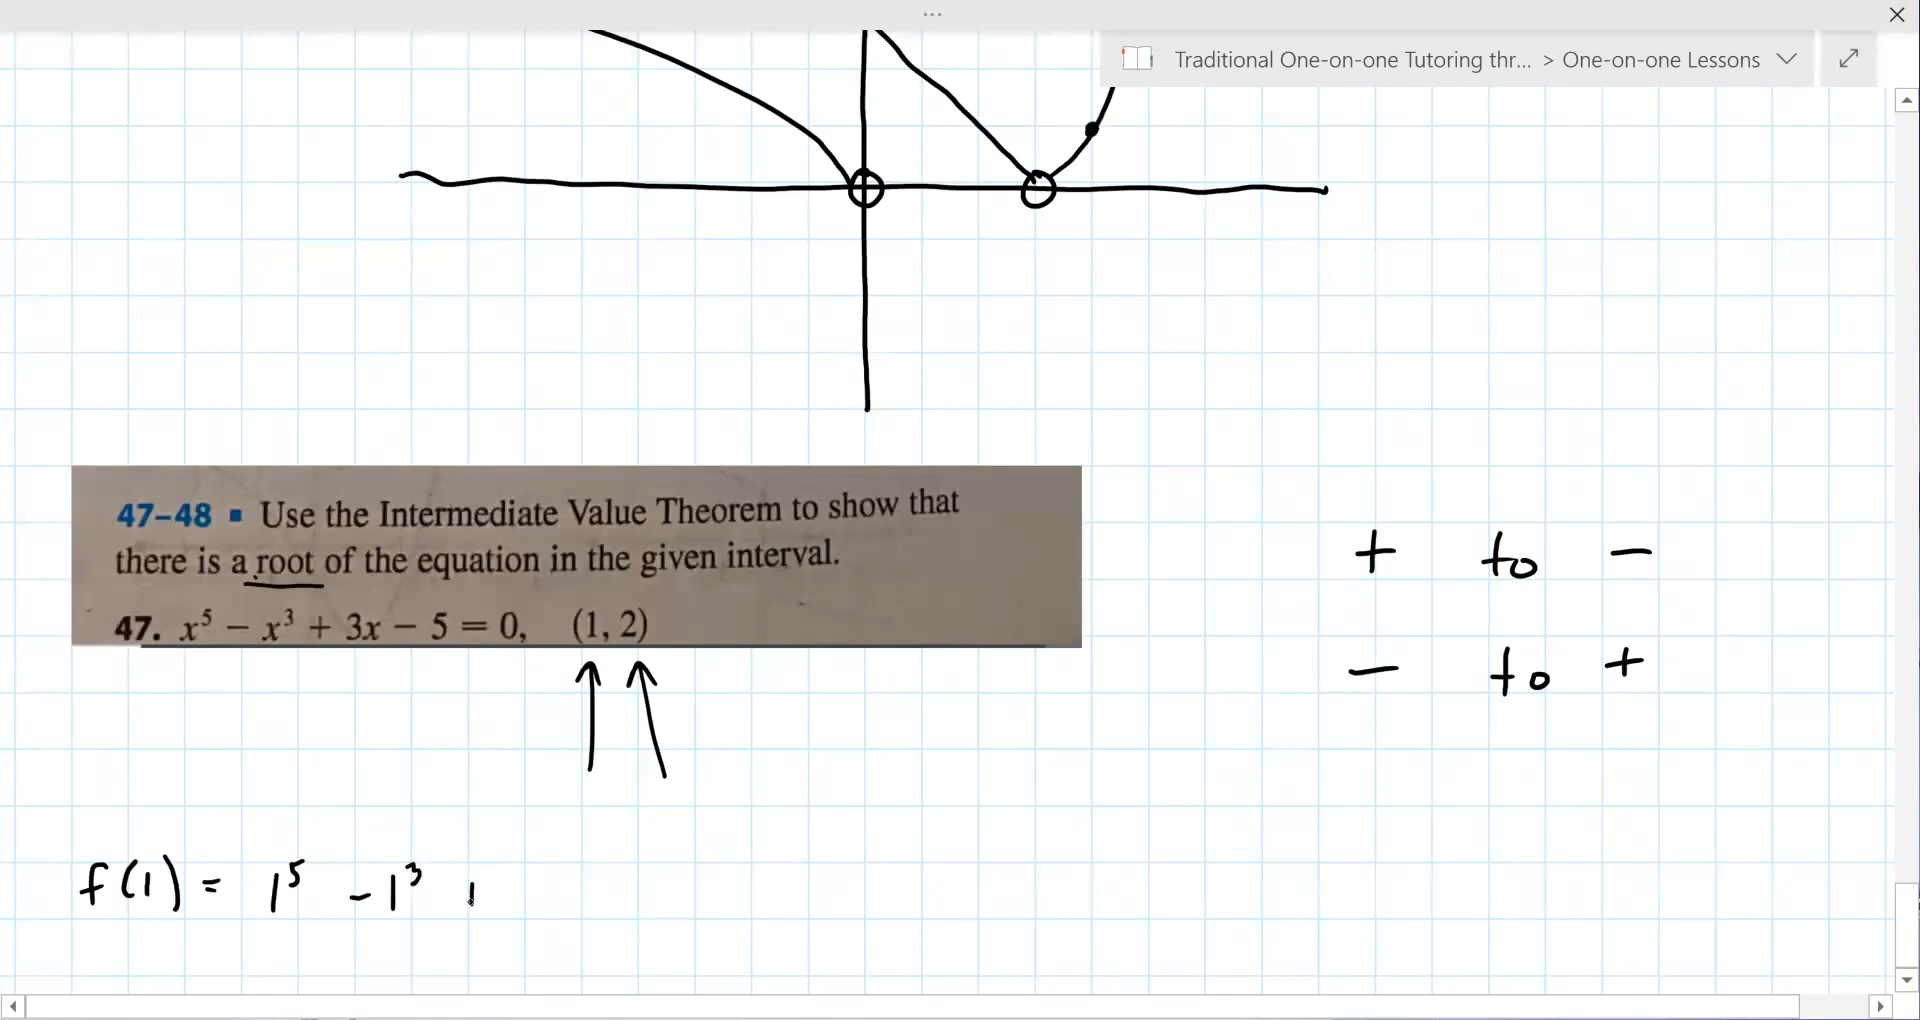 Traditional One-on-one Tutoring thr... > One-on-one Lessons
47–48 ▪ Use the Intermediate Value Theorem to show that
there is a root of the equation in the given interval.
47. x⁵ − x³ + 3x − 5 = 0, (1, 2)
+ to −
− to +
f(1) = 1⁵ − 1³